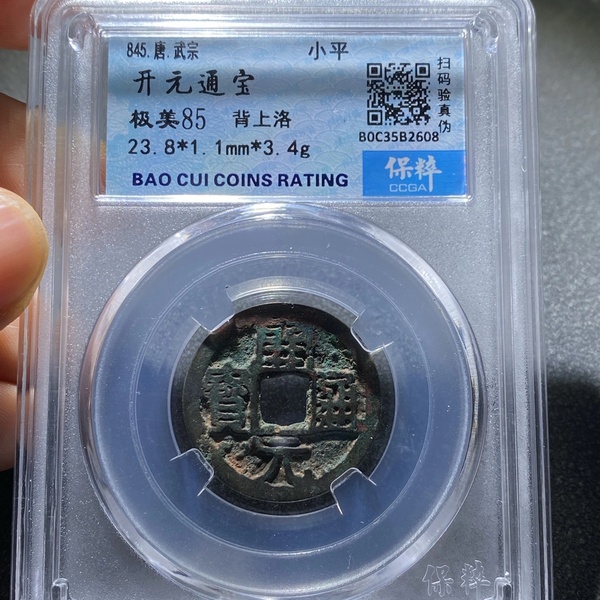 845.唐.武宗 小平
开元通宝
极美85 背上洛
23.8*1.1mm*3.4g
BAO CUI COINS RATING
扫码验真伪
B0C35B2608
保粹
CCGA
開
元
通
寶
保粹